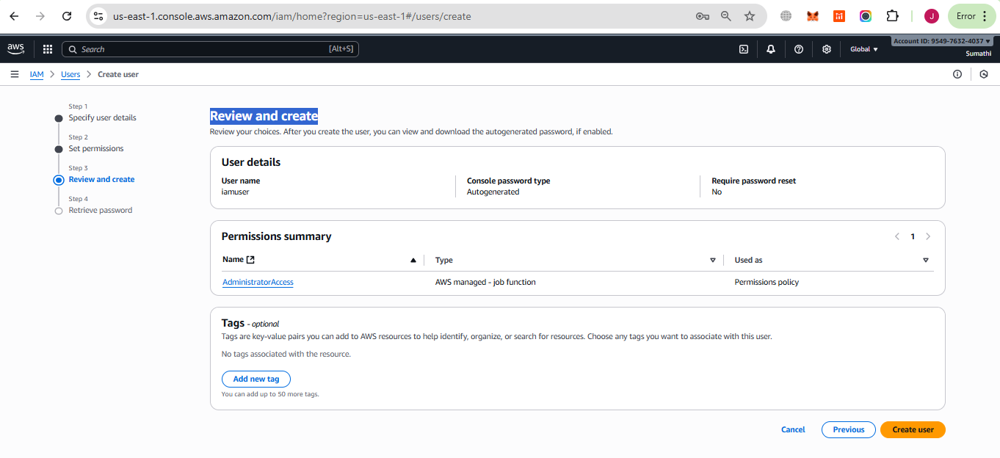 us-east-1.console.aws.amazon.com/iam/home?region=us-east-1#/users/create
J
Error
aws
Search
[Alt+S]
Global
Account ID: 9549-7632-4037
Sumathi
IAM > Users > Create user
Step 1
Specify user details
Step 2
Set permissions
Step 3
Review and create
Step 4
Retrieve password
Review and create
Review your choices. After you create the user, you can view and download the autogenerated password, if enabled.
User details
User name
iamuser
Console password type
Autogenerated
Require password reset
No
Permissions summary
1
Name
Type
Used as
AdministratorAccess
AWS managed - job function
Permissions policy
Tags - optional
Tags are key-value pairs you can add to AWS resources to help identify, organize, or search for resources. Choose any tags you want to associate with this user.
No tags associated with the resource.
Add new tag
You can add up to 50 more tags.
Cancel
Previous
Create user